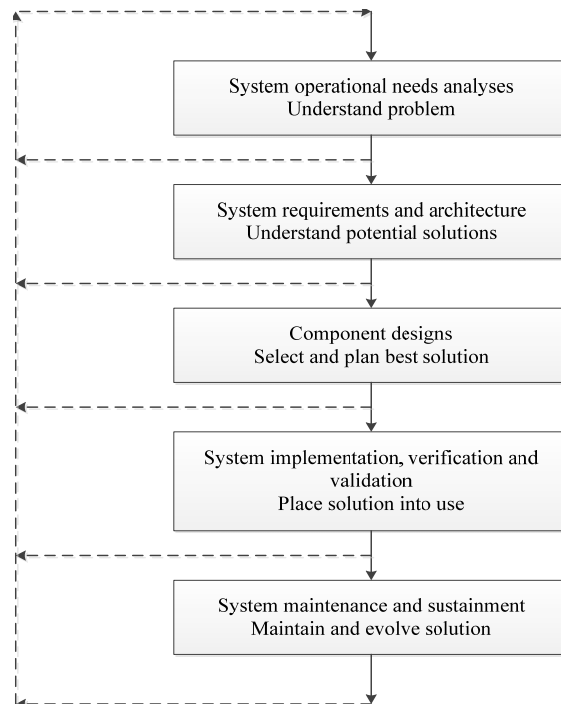 System operational needs analyses
Understand problem
System requirements and architecture
Understand potential solutions
Component designs
Select and plan best solution
System implementation, verification and
validation
Place solution into use
System maintenance and sustainment
Maintain and evolve solution